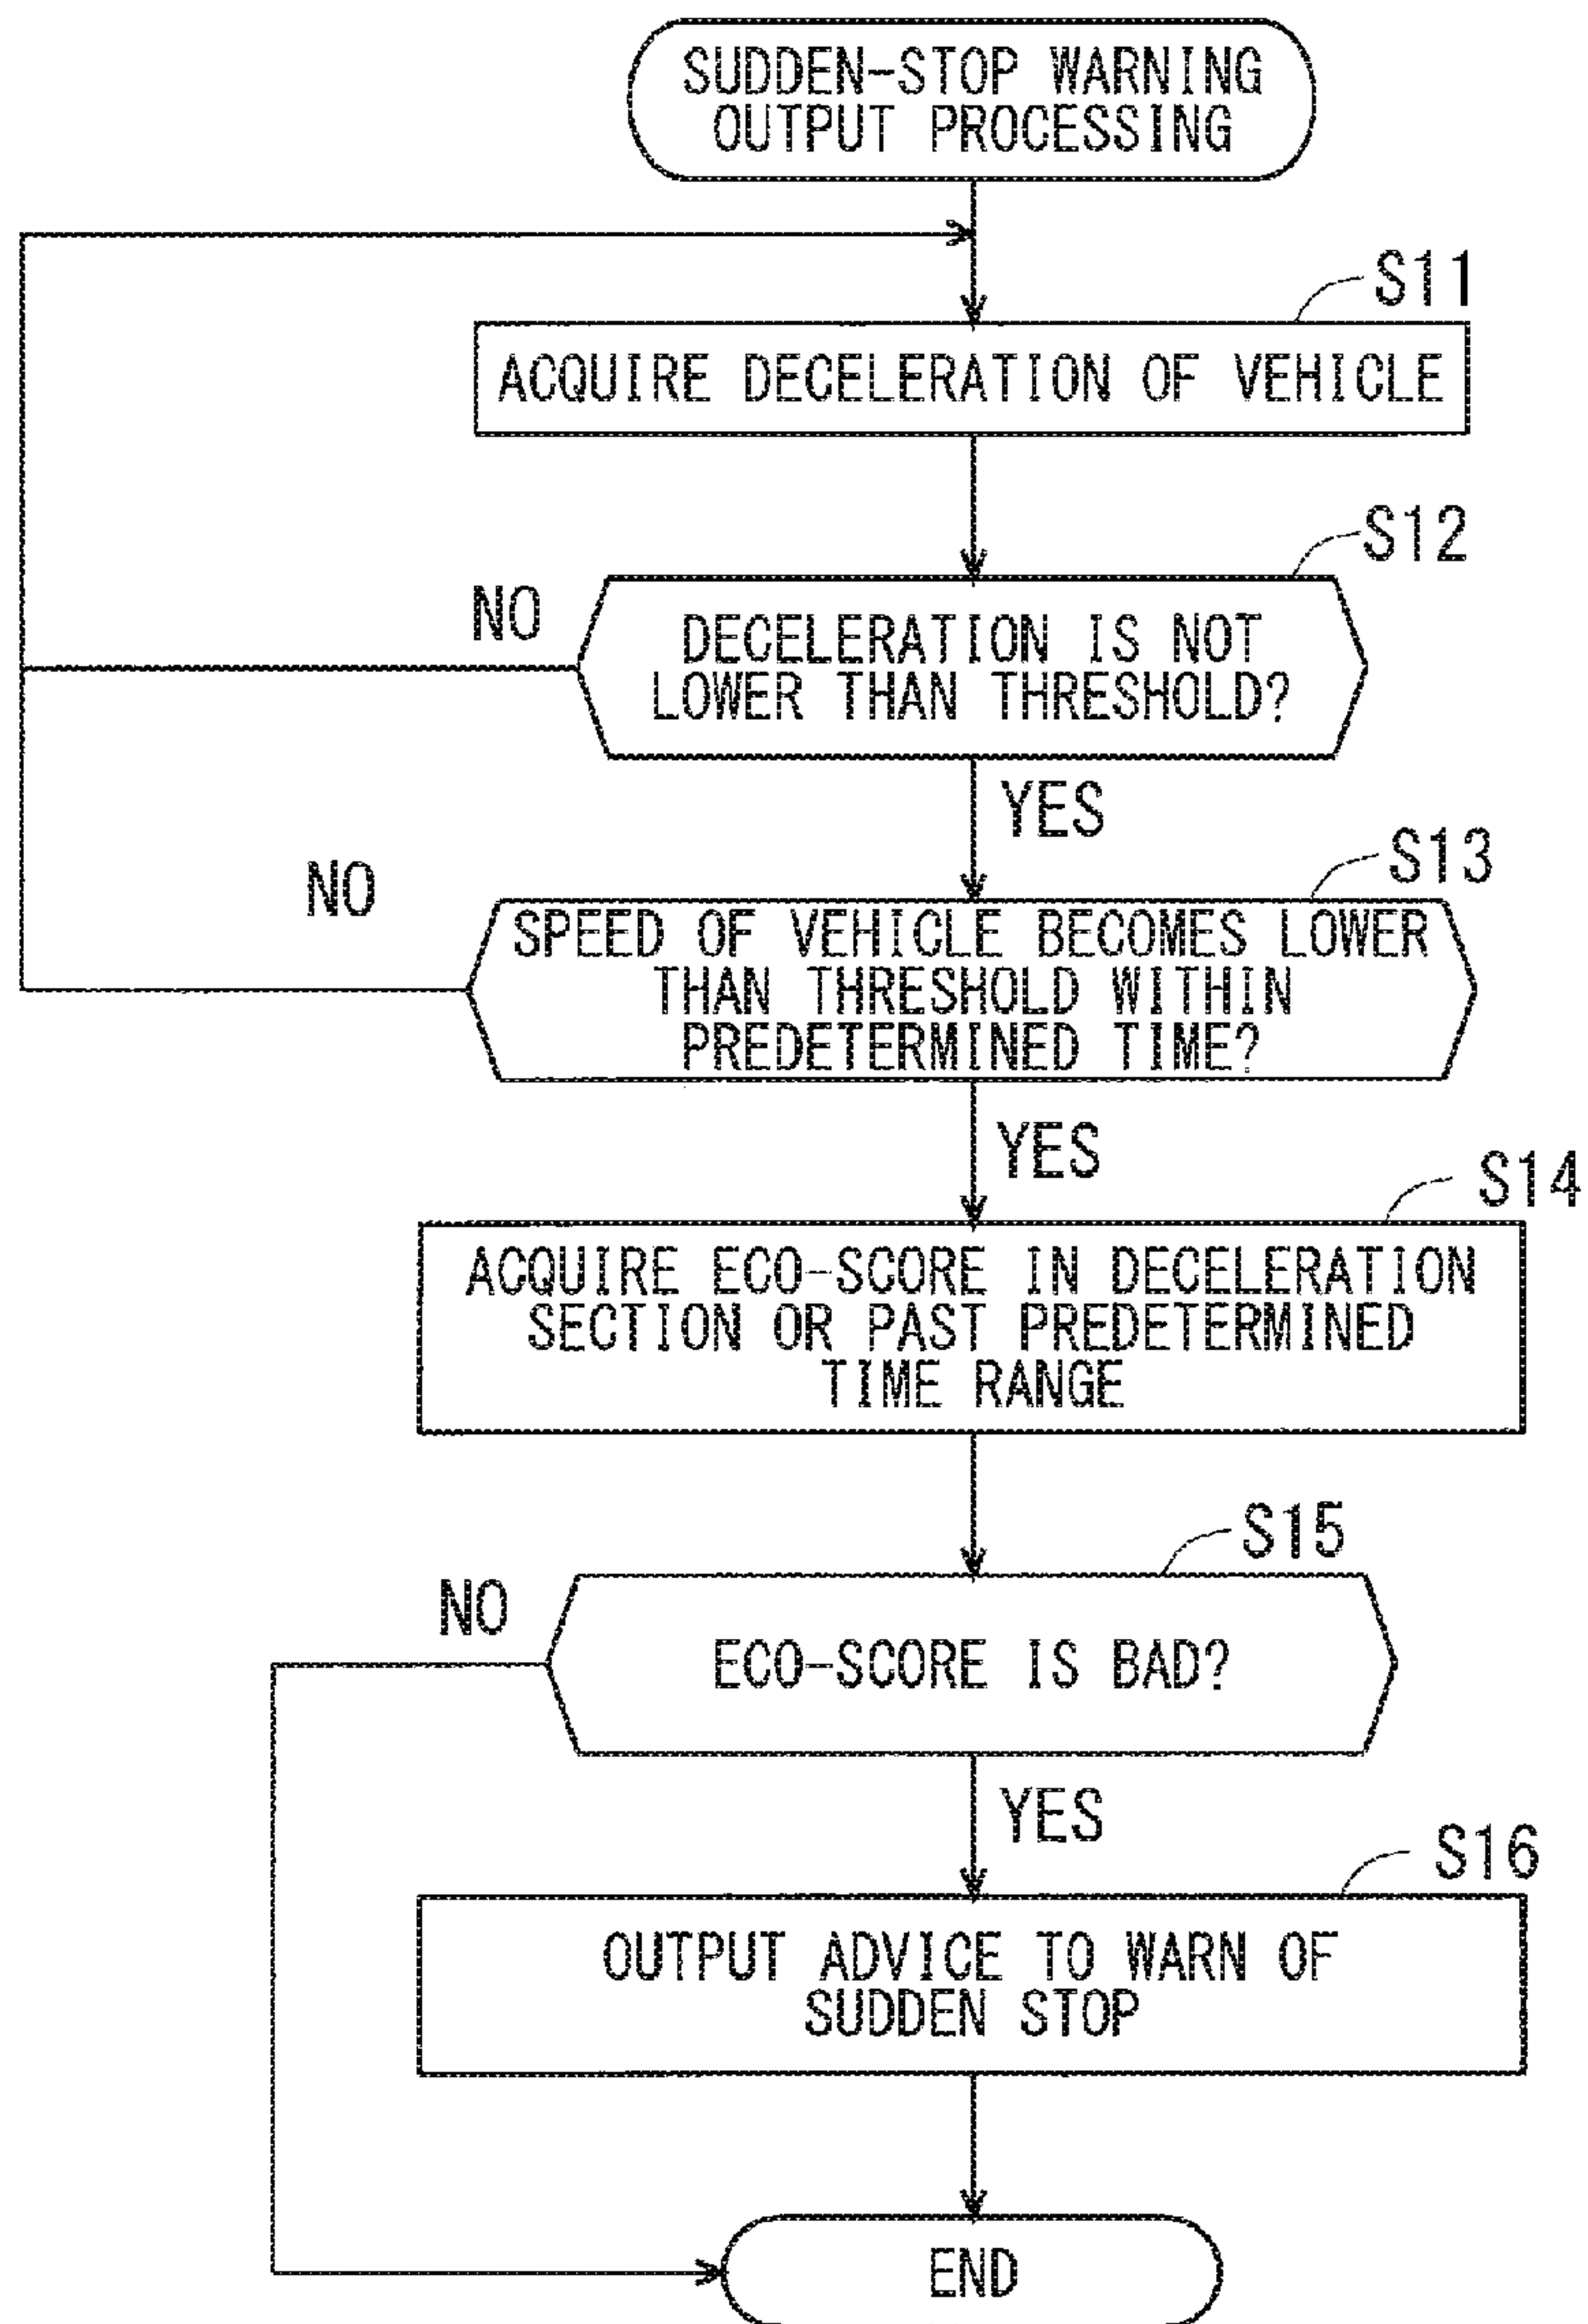 SUDDEN-STOP WARNING
OUTPUT PROCESSING
S11
ACQUIRE DECELERATION OF VEHICLE
S12
NO
DECELERATION IS NOT
LOWER THAN THRESHOLD?
YES
S13
NO
SPEED OF VEHICLE BECOMES LOWER
THAN THRESHOLD WITHIN
PREDETERMINED TIME?
YES
S14
ACQUIRE ECO-SCORE IN DECELERATION
SECTION OR PAST PREDETERMINED
TIME RANGE
S15
NO
ECO-SCORE IS BAD?
YES
S16
OUTPUT ADVICE TO WARN OF
SUDDEN STOP
END